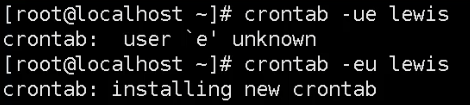 [root@localhost ~]# crontab -ue lewis
crontab:  user `e' unknown
[root@localhost ~]# crontab -eu lewis
crontab: installing new crontab